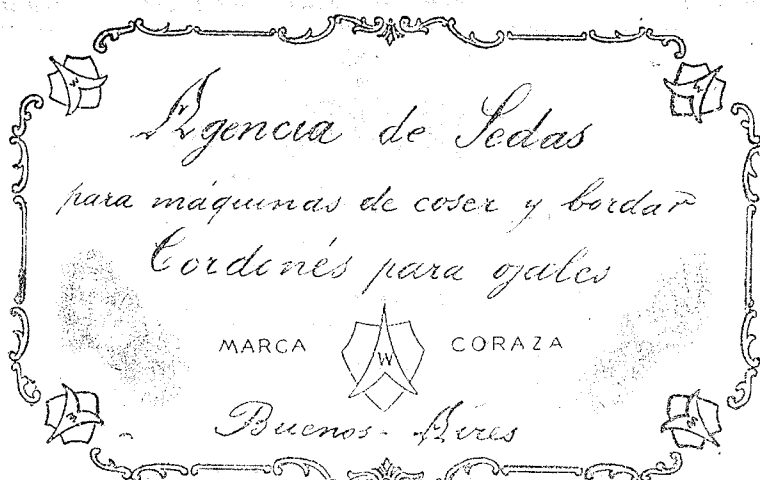 Agencia de Sedas
para máquinas de coser y bordar
Cordonés para ojales
MARCA W CORAZA
Buenos-Aires